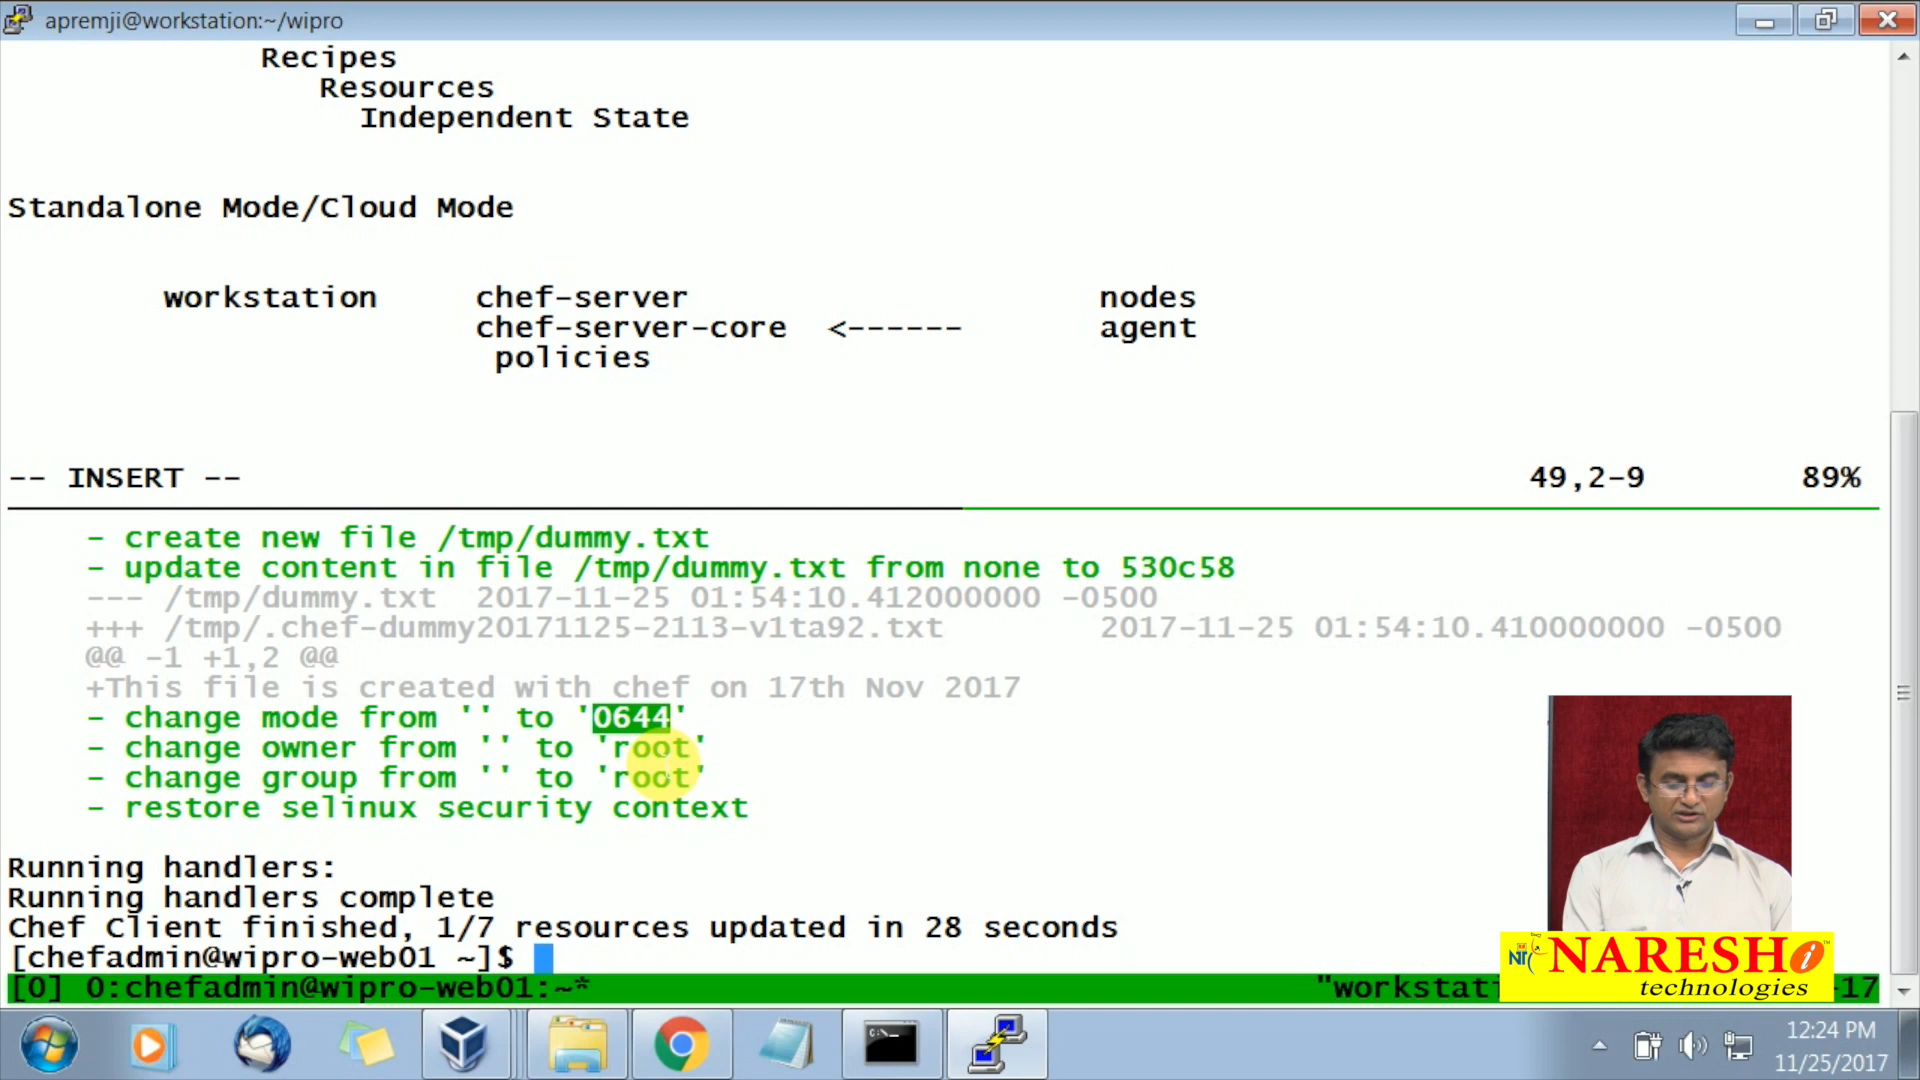 apremji@workstation:~/wipro
Recipes
Resources
Independent State
Standalone Mode/Cloud Mode
workstation chef-server nodes
chef-server-core <------ agent
policies
-- INSERT -- 49,2-9 89%
- create new file /tmp/dummy.txt
- update content in file /tmp/dummy.txt from none to 530c58
--- /tmp/dummy.txt 2017-11-25 01:54:10.412000000 -0500
+++ /tmp/.chef-dummy20171125-2113-v1ta92.txt 2017-11-25 01:54:10.410000000 -0500
@@ -1 +1,2 @@
+This file is created with chef on 17th Nov 2017
- change mode from '' to '0644'
- change owner from '' to 'root'
- change group from '' to 'root'
- restore selinux security context
Running handlers:
Running handlers complete
Chef Client finished, 1/7 resources updated in 28 seconds
[chefadmin@wipro-web01 ~]$
[0] 0:chefadmin@wipro-web01:~* "workstati -17
NARESH i
technologies
12:24 PM
11/25/2017